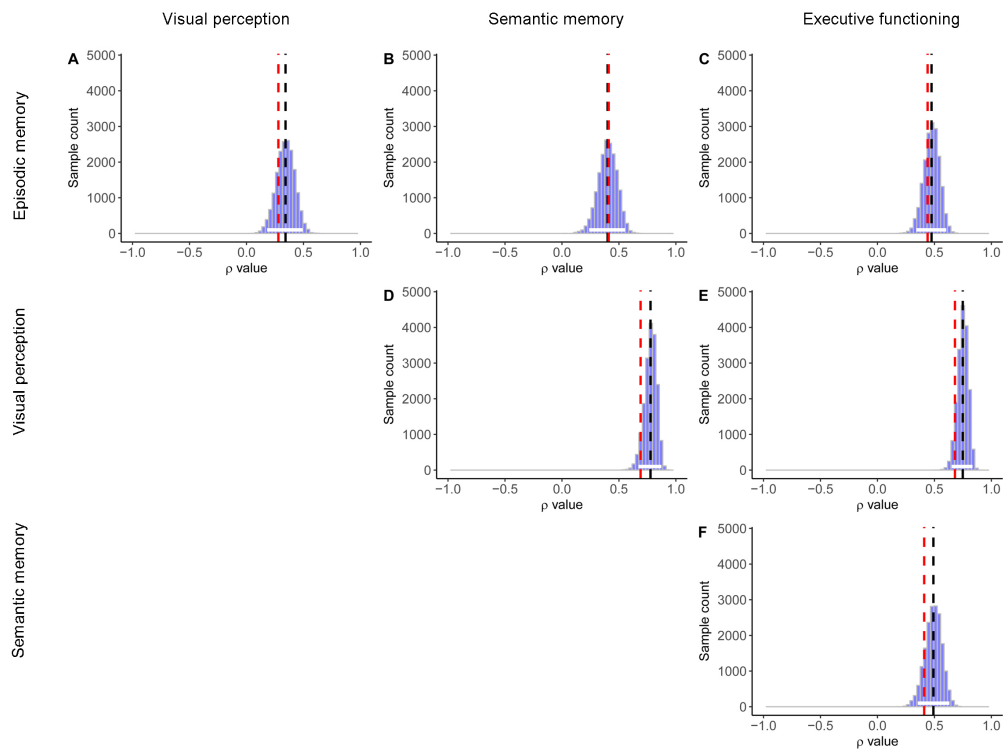 Visual perception Semantic memory Executive functioning
Episodic memory
A
5000
4000
3000
2000
1000
0
Sample count
−1.0 −0.5 0.0 0.5 1.0
ρ value
B
5000
4000
3000
2000
1000
0
Sample count
−1.0 −0.5 0.0 0.5 1.0
ρ value
C
5000
4000
3000
2000
1000
0
Sample count
−1.0 −0.5 0.0 0.5 1.0
ρ value
Visual perception
D
5000
4000
3000
2000
1000
0
Sample count
−1.0 −0.5 0.0 0.5 1.0
ρ value
E
5000
4000
3000
2000
1000
0
Sample count
−1.0 −0.5 0.0 0.5 1.0
ρ value
Semantic memory
F
5000
4000
3000
2000
1000
0
Sample count
−1.0 −0.5 0.0 0.5 1.0
ρ value